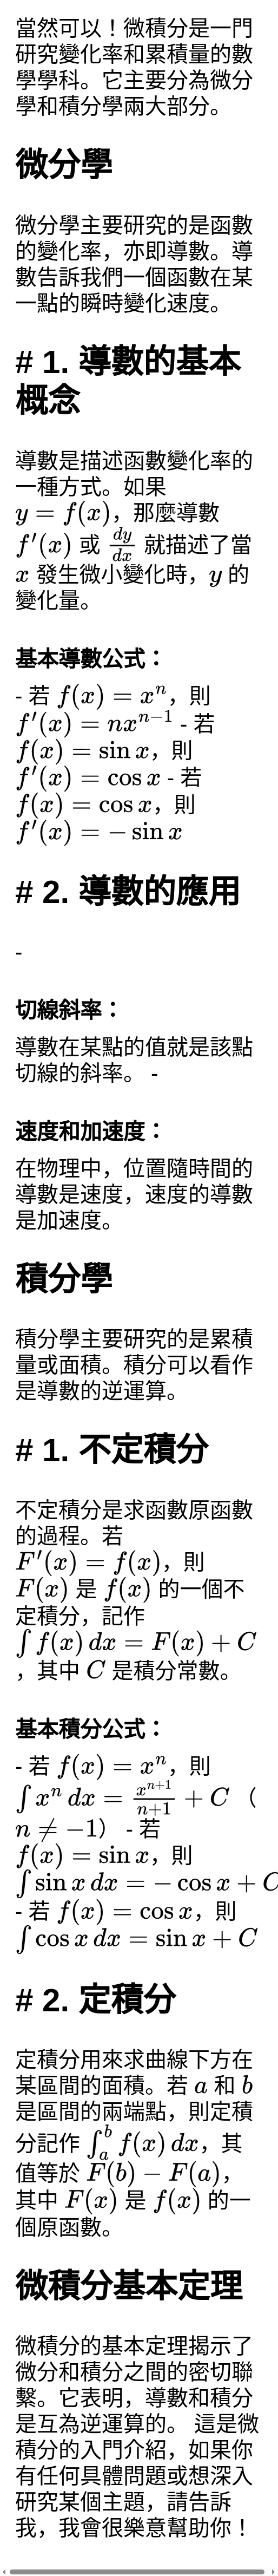 當然可以！微積分是一門
研究變化率和累積量的數
學學科。它主要分為微分
學和積分學兩大部分。
微分學
微分學主要研究的是函數
的變化率，亦即導數。導
數告訴我們一個函數在某
一點的瞬時變化速度。
# 1. 導數的基本
概念
導數是描述函數變化率的
一種方式。如果
$y = f(x)$，那麼導數
$f'(x)$ 或 $\frac{dy}{dx}$ 就描述了當
$x$ 發生微小變化時，$y$ 的
變化量。
基本導數公式：
- 若 $f(x) = x^n$，則
$f'(x) = nx^{n-1}$ - 若
$f(x) = \sin x$，則
$f'(x) = \cos x$ - 若
$f(x) = \cos x$，則
$f'(x) = -\sin x$
# 2. 導數的應用
-
切線斜率：
導數在某點的值就是該點
切線的斜率。 -
速度和加速度：
在物理中，位置隨時間的
導數是速度，速度的導數
是加速度。
積分學
積分學主要研究的是累積
量或面積。積分可以看作
是導數的逆運算。
# 1. 不定積分
不定積分是求函數原函數
的過程。若
$F'(x) = f(x)$，則
$F(x)$ 是 $f(x)$ 的一個不
定積分，記作
$\int f(x)\,dx = F(x) + C$
，其中 $C$ 是積分常數。
基本積分公式：
- 若 $f(x) = x^n$，則
$\int x^n\,dx = \frac{x^{n+1}}{n+1} + C$ （
$n \neq -1$） - 若
$f(x) = \sin x$，則
$\int \sin x\,dx = -\cos x + C$
- 若 $f(x) = \cos x$，則
$\int \cos x\,dx = \sin x + C$
# 2. 定積分
定積分用來求曲線下方在
某區間的面積。若 $a$ 和 $b$
是區間的兩端點，則定積
分記作 $\int_a^b f(x)\,dx$，其
值等於 $F(b) - F(a)$，
其中 $F(x)$ 是 $f(x)$ 的一
個原函數。
微積分基本定理
微積分的基本定理揭示了
微分和積分之間的密切聯
繫。它表明，導數和積分
是互為逆運算的。 這是微
積分的入門介紹，如果你
有任何具體問題或想深入
研究某個主題，請告訴
我，我會很樂意幫助你！